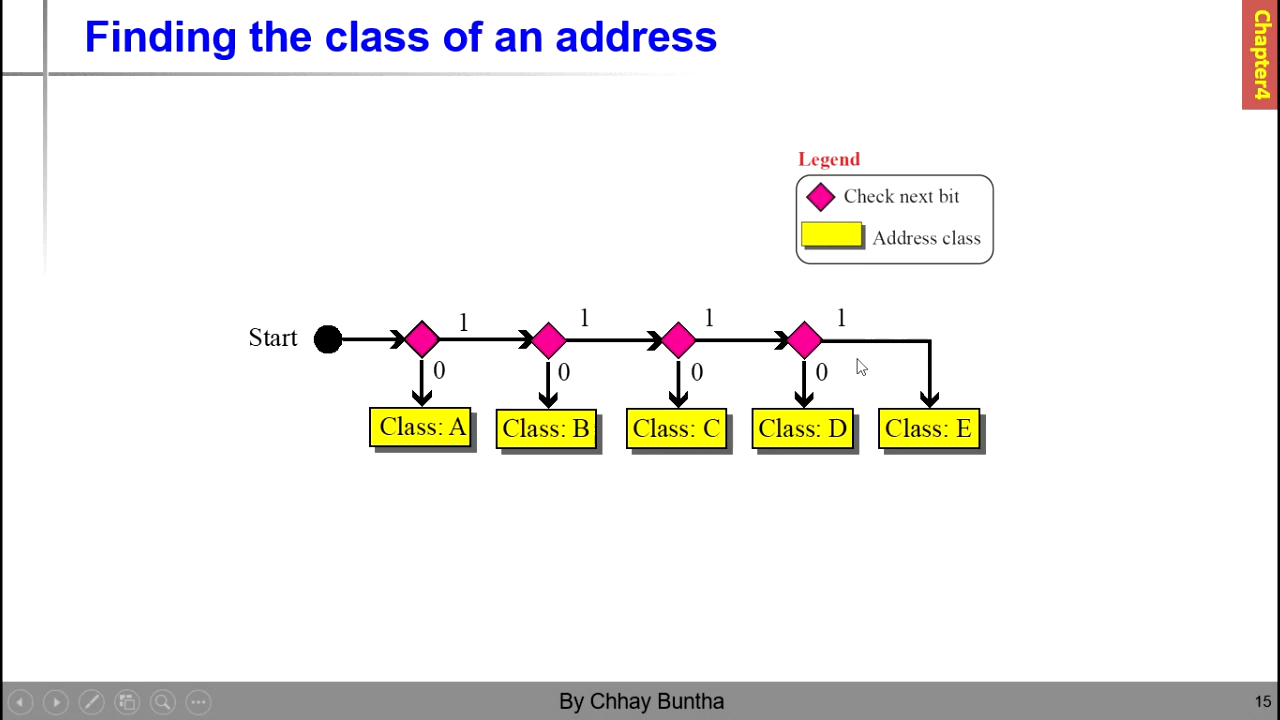 Finding the class of an address
Chapter4
Legend
Check next bit
Address class
Start
1
1
1
1
0
0
0
0
Class: A
Class: B
Class: C
Class: D
Class: E
By Chhay Buntha
15